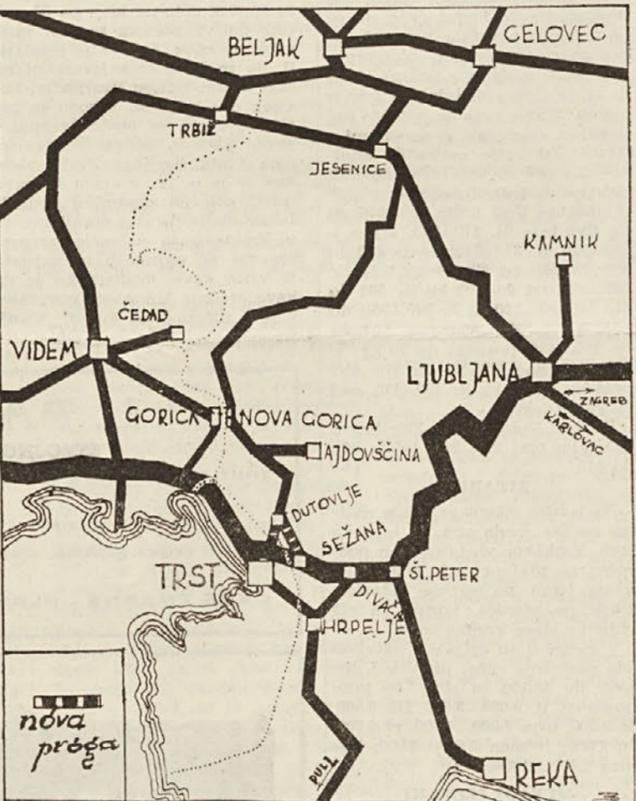 BELJAK
CELOVEC
TRBIŽ
JESENICE
KAMNIK
ČEDAD
VIDEM
LJUBLJANA
ZAGREB
KARLOVAC
GORICA
NOVA GORICA
AJDOVŠČINA
DUTOVLJE
SEŽANA
TRST
ŠT. PETER
DIVAČA
HRPELJE
nova
proga
PULJ
REKA